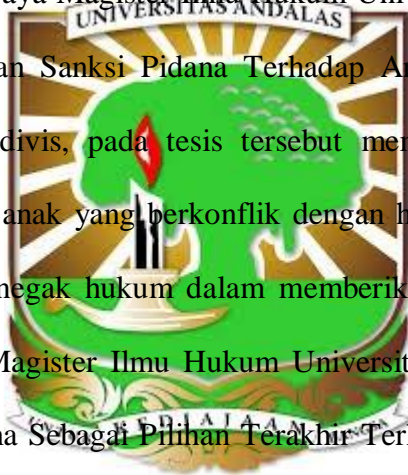 aya Magister Ilmu Hukum Uni
UNIVERSITAS ANDALAS
an Sanksi Pidana Terhadap A
divis, pada tesis tersebut me
anak yang berkonflik dengan h
negak hukum dalam memberik
Magister Ilmu Hukum Universit
KEDJAJAAN
na Sebagai Pilihan Terakhir Ter